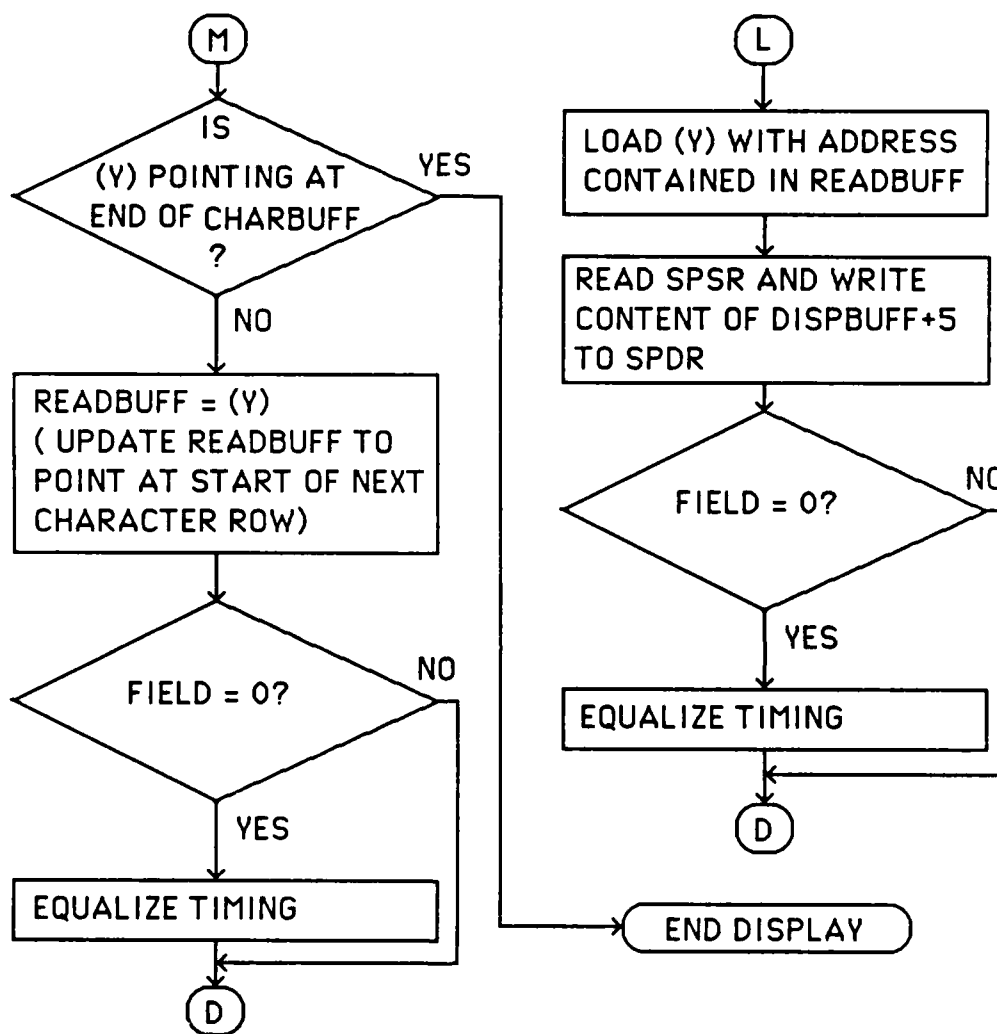 M
IS
(Y) POINTING AT
END OF CHARBUFF
?
YES
NO
READBUFF = (Y)
( UPDATE READBUFF TO
POINT AT START OF NEXT
CHARACTER ROW)
FIELD = 0?
NO
YES
EQUALIZE TIMING
D
L
LOAD (Y) WITH ADDRESS
CONTAINED IN READBUFF
READ SPSR AND WRITE
CONTENT OF DISPBUFF+5
TO SPDR
FIELD = 0?
NO
YES
EQUALIZE TIMING
D
END DISPLAY